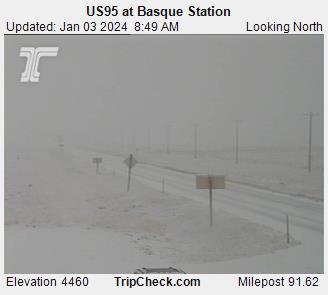 US95 at Basque Station
Updated: Jan 03 2024 8:49 AM Looking North
Elevation 4460 TripCheck.com Milepost 91.62